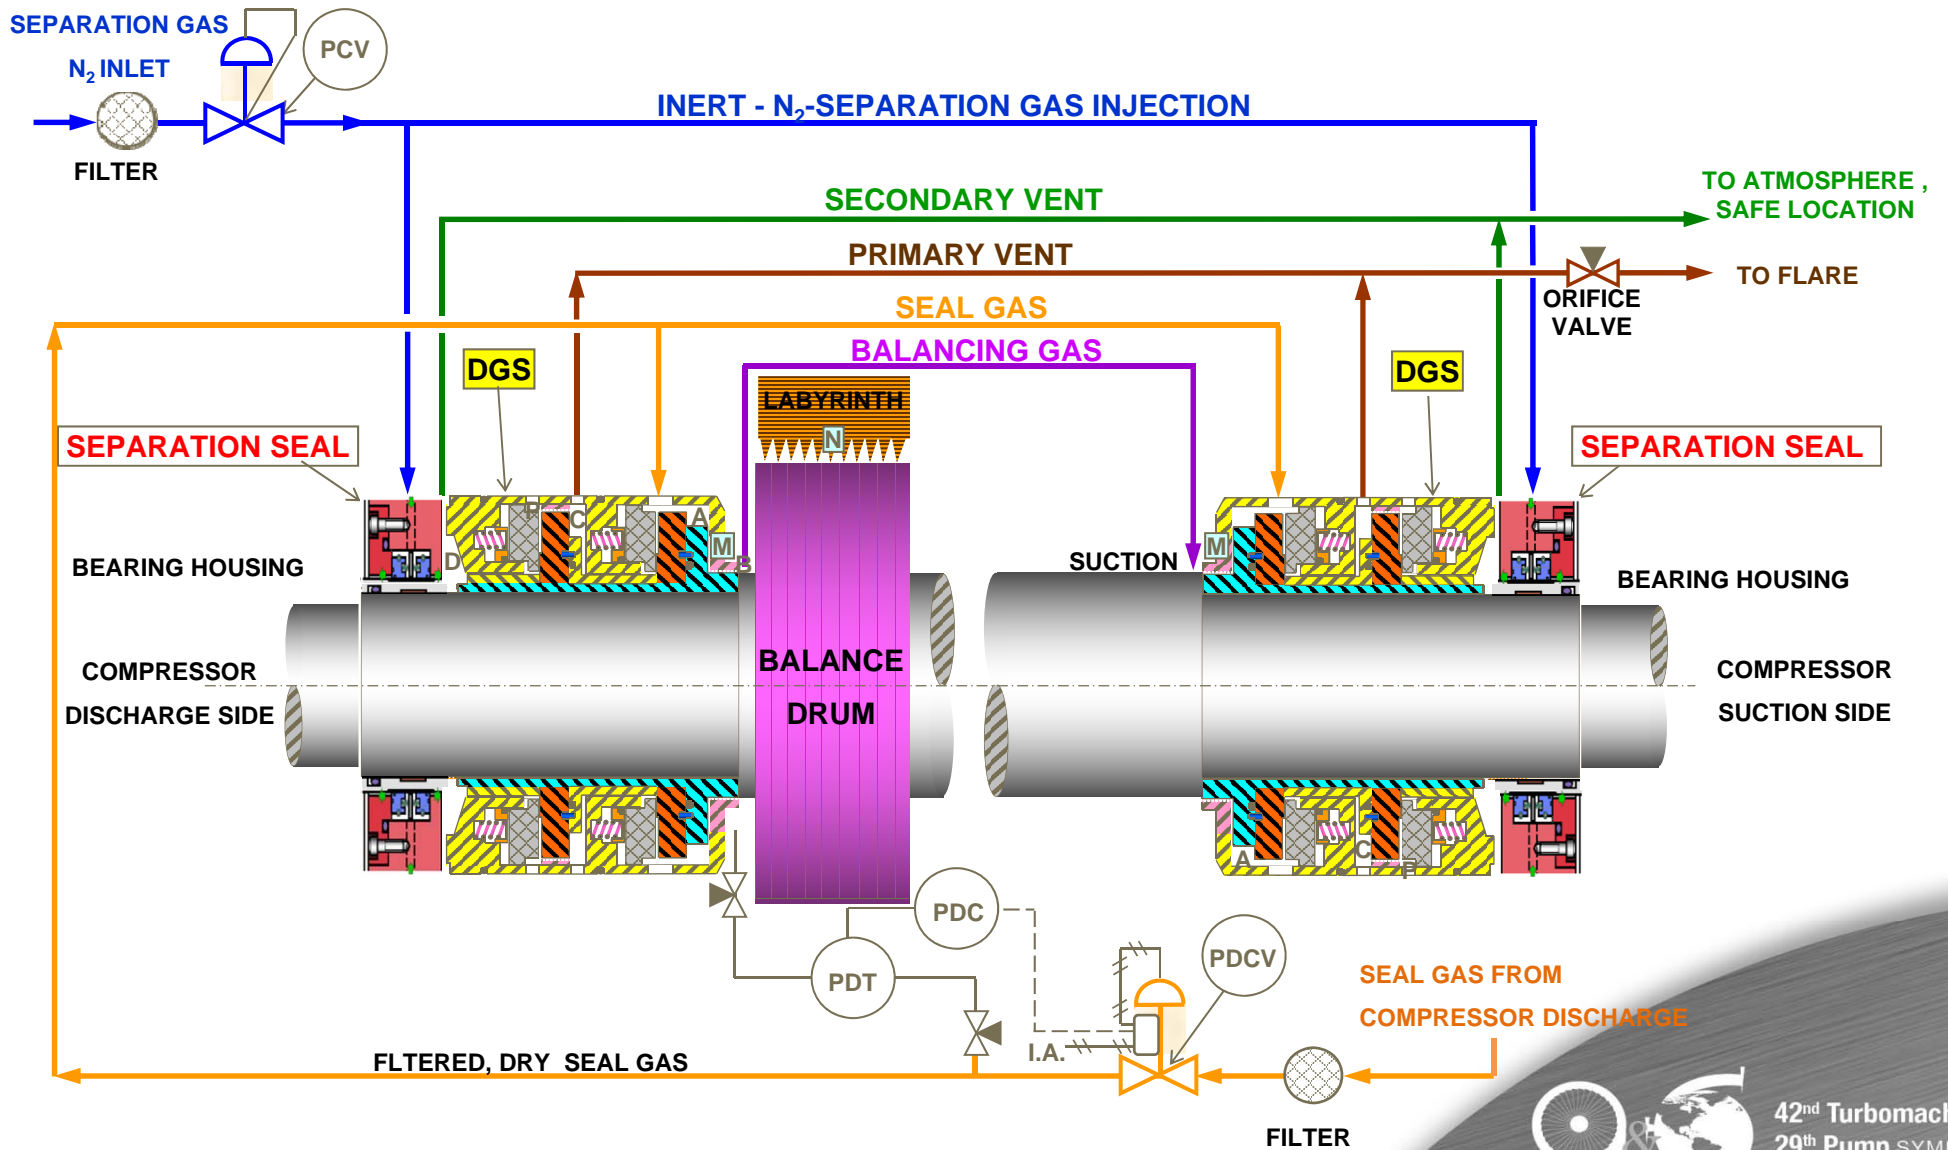 SEPARATION GAS
N2 INLET
PCV
FILTER
INERT - N2-SEPARATION GAS INJECTION
SECONDARY VENT
TO ATMOSPHERE ,
SAFE LOCATION
PRIMARY VENT
TO FLARE
ORIFICE
VALVE
SEAL GAS
BALANCING GAS
DGS
DGS
LABYRINTH
N
SEPARATION SEAL
SEPARATION SEAL
P
C
A
M
B
D
M
BEARING HOUSING
SUCTION
BEARING HOUSING
COMPRESSOR
DISCHARGE SIDE
BALANCE
DRUM
COMPRESSOR
SUCTION SIDE
A
C
P
PDC
PDT
PDCV
SEAL GAS FROM
COMPRESSOR DISCHARGE
I.A.
FLTERED, DRY SEAL GAS
FILTER
&
42nd Turbomach
29th Pump SYM